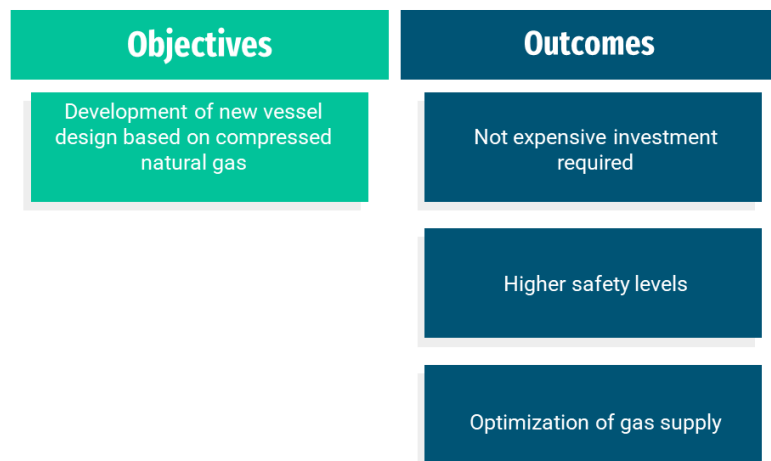 Objectives
Development of new vessel
design based on compressed
natural gas
Outcomes
Not expensive investment
required
Higher safety levels
Optimization of gas supply